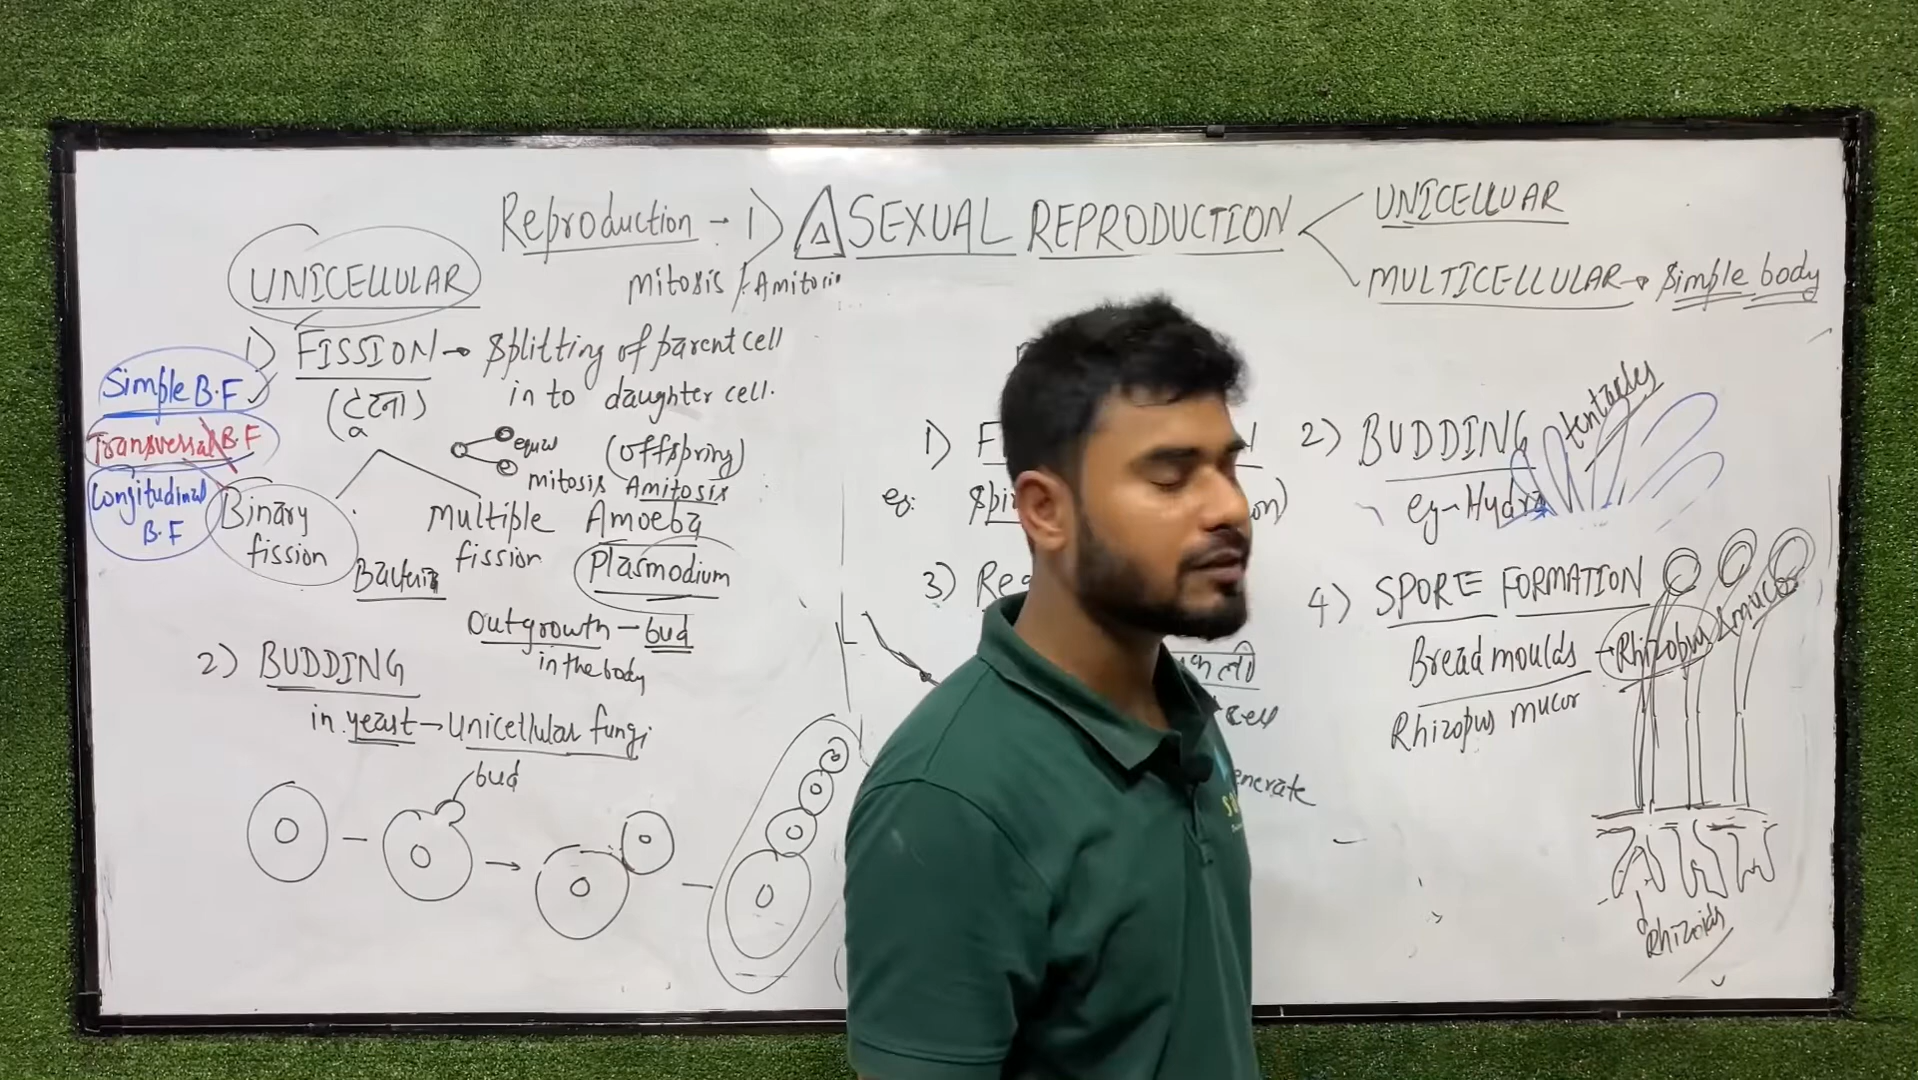 Reproduction - 1) ASEXUAL REPRODUCTION
mitosis / Amitosis
UNICELLULAR
MULTICELLULAR → Simple body
UNICELLULAR
1) FISSION → Splitting of parent cell
in to daughter cell.
(टूटना)
equal
mitosis
(offspring)
Amitosis
Simple B.F
Transversal B.F
Longitudinal
B.F
Binary
fission
Bacteria
multiple
fission
Amoeba
Plasmodium
Outgrowth - bud
in the body
2) BUDDING
in yeast → Unicellular fungi
bud
1) F
eg:
3) Re
cell
enerate
2) BUDDING
eg - Hydra
tentacles
4) SPORE FORMATION
Bread moulds - Rhizopus & mucor
Rhizopus mucor
Rhizoids